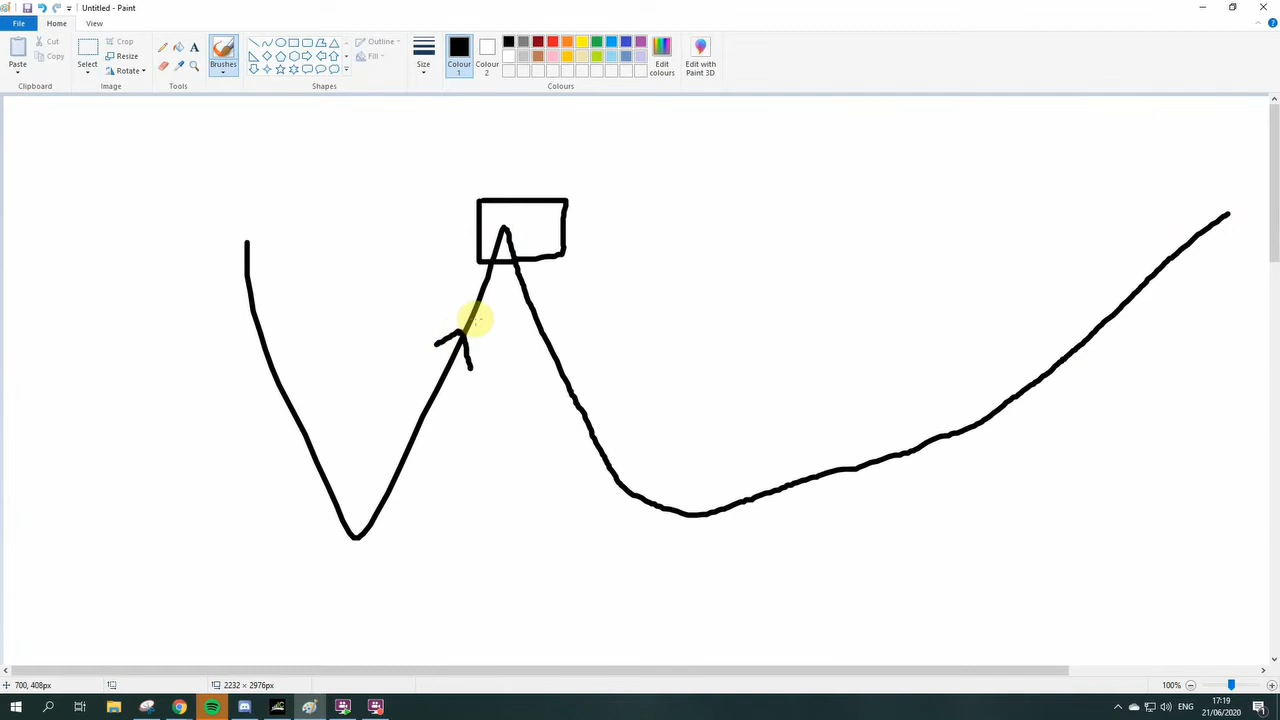 Untitled - Paint
File
Home
View
Paste
Cut
Copy
Clipboard
Select
Crop
Resize
Rotate
Image
A
Tools
Brushes
Outline
Fill
Shapes
Size
Colour
1
Colour
2
Edit
colours
Colours
Edit with
Paint 3D
700, 408px
2232 × 2976px
100%
ENG
17:19
21/06/2020
1